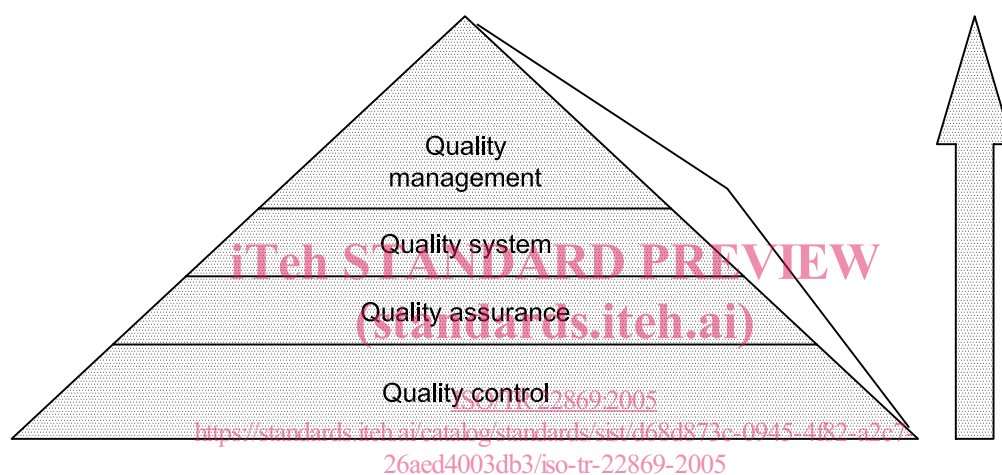 Quality
management
Quality system
iTeh STANDARD PREVIEW
Quality assurance
(standards.iteh.ai)
Quality control
ISO/TR 22869:2005
https://standards.iteh.ai/catalog/standards/sist/d68d873c-0945-4f82-a2c7-
26aed4003db3/iso-tr-22869-2005